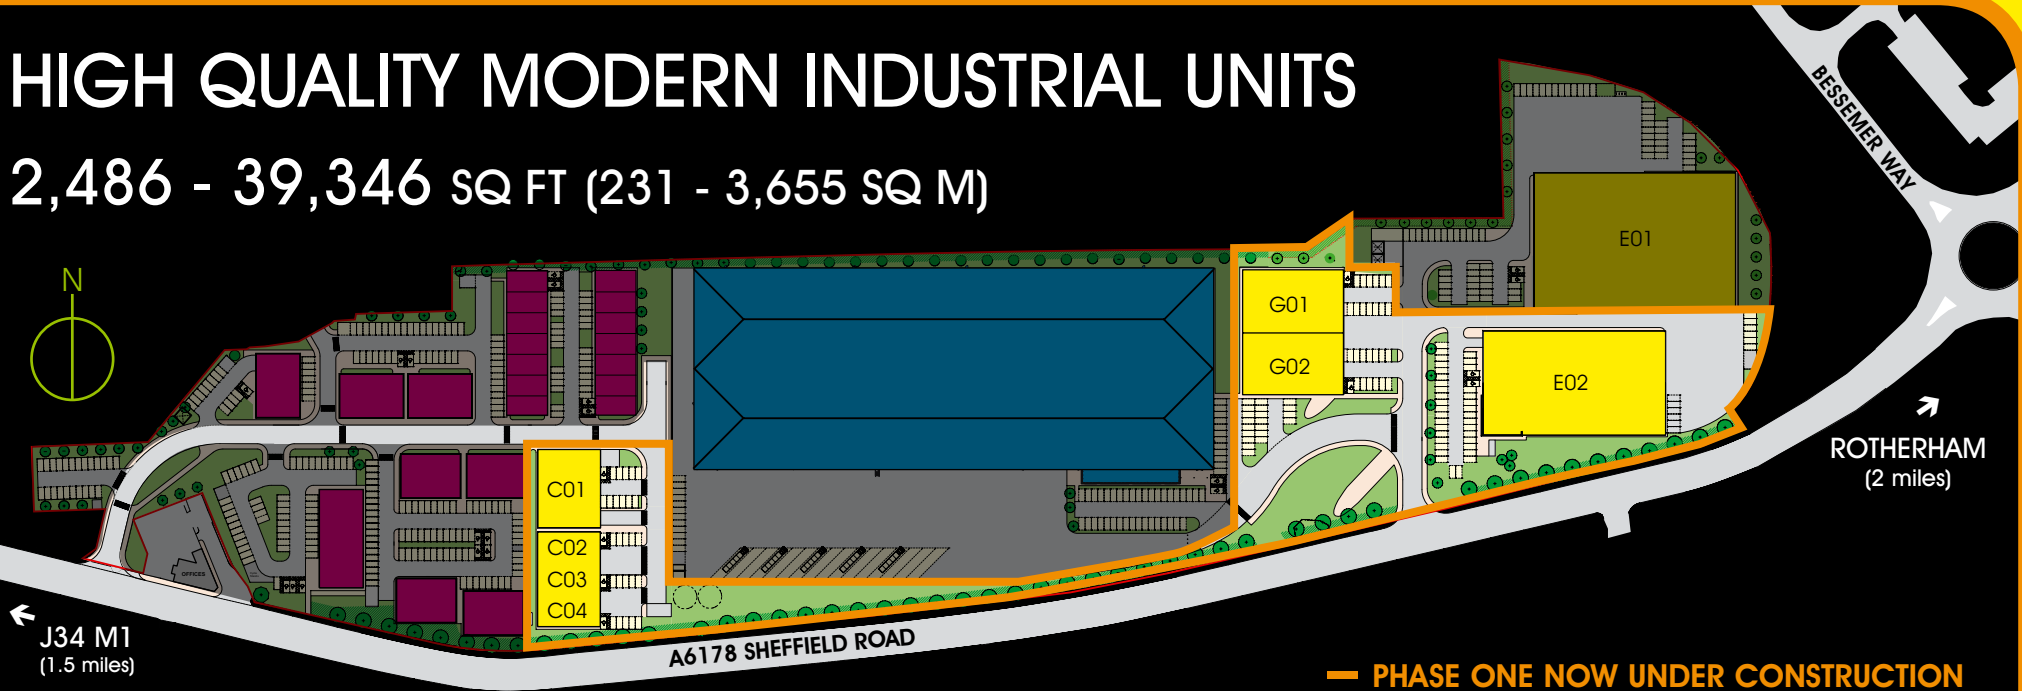 HIGH QUALITY MODERN INDUSTRIAL UNITS
2,486 - 39,346 SQ FT (231 - 3,655 SQ M)
BESSEMER WAY
N
E01
G01
G02
E02
C01
C02
C03
C04
OFFICES
ROTHERHAM
(2 miles)
J34 M1
(1.5 miles)
A6178 SHEFFIELD ROAD
PHASE ONE NOW UNDER CONSTRUCTION